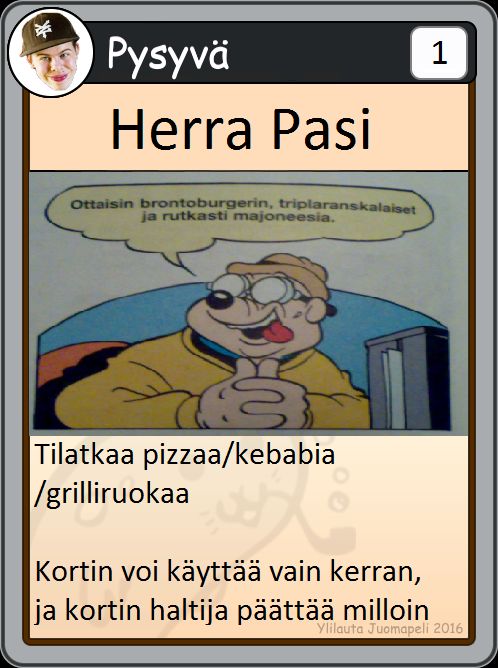 Pysyvä
1
Herra Pasi
Ottaisin brontoburgerin, triplaranskalaiset
ja rutkasti majoneesia.
Tilatkaa pizzaa/kebabia
/grilliruokaa
Kortin voi käyttää vain kerran,
ja kortin haltija päättää milloin
Ylilauta Juomapeli 2016